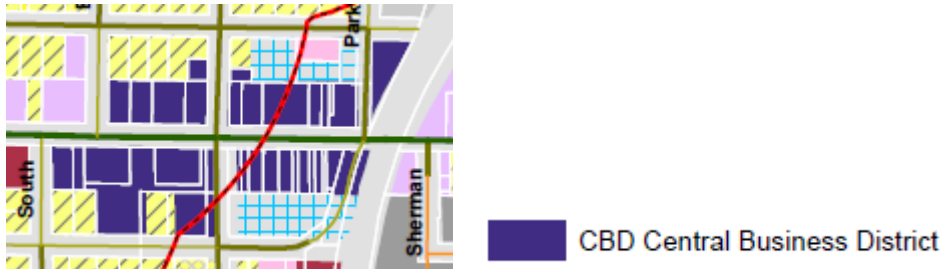 Park
South
Sherman
CBD Central Business District